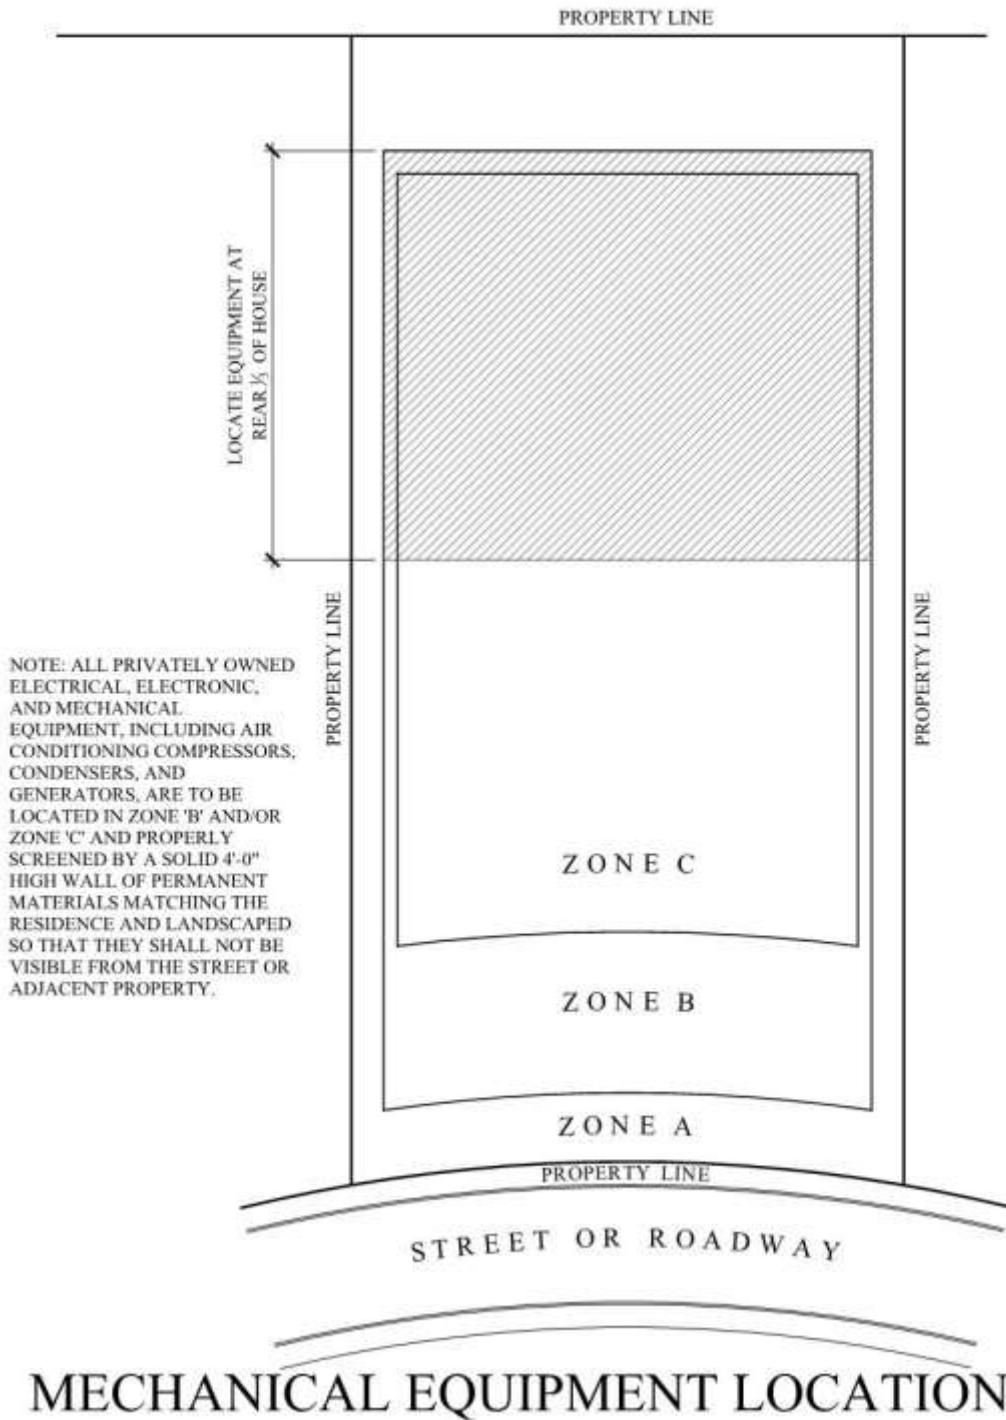 PROPERTY LINE
LOCATE EQUIPMENT AT
REAR ⅓ OF HOUSE
PROPERTY LINE
PROPERTY LINE
NOTE: ALL PRIVATELY OWNED
ELECTRICAL, ELECTRONIC,
AND MECHANICAL
EQUIPMENT, INCLUDING AIR
CONDITIONING COMPRESSORS,
CONDENSERS, AND
GENERATORS, ARE TO BE
LOCATED IN ZONE 'B' AND/OR
ZONE 'C' AND PROPERLY
SCREENED BY A SOLID 4'-0"
HIGH WALL OF PERMANENT
MATERIALS MATCHING THE
RESIDENCE AND LANDSCAPED
SO THAT THEY SHALL NOT BE
VISIBLE FROM THE STREET OR
ADJACENT PROPERTY.
ZONE C
ZONE B
ZONE A
PROPERTY LINE
STREET OR ROADWAY
MECHANICAL EQUIPMENT LOCATION